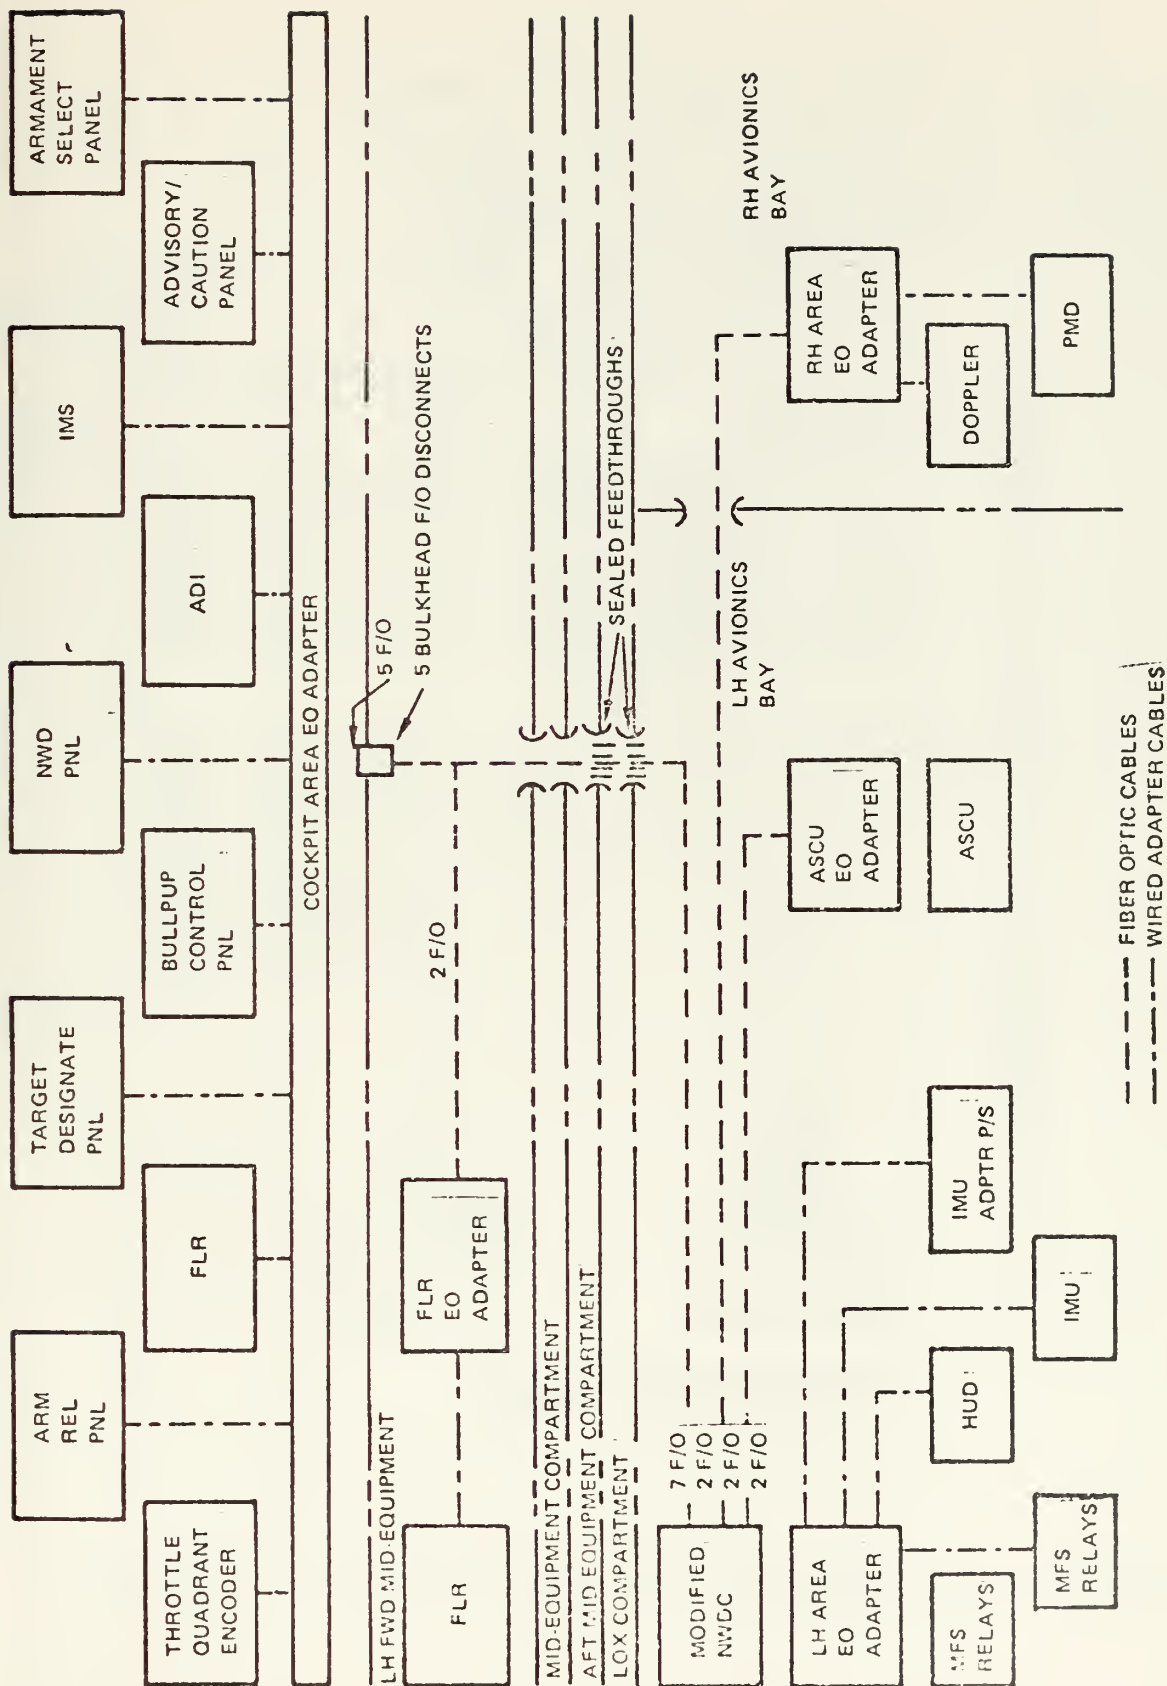 THROTTLE
QUADRANT
ENCODER
ARM
REL
PNL
FLR
TARGET
DESIGNATE
PNL
BULLPUP
CONTROL
PNL
NWD
PNL
ADI
IMS
ADVISORY/
CAUTION
PANEL
ARMAMENT
SELECT
PANEL
COCKPIT AREA EO ADAPTER
LH FWD MID-EQUIPMENT
5 F/O
5 BULKHEAD F/O DISCONNECTS
FLR
FLR
EO
ADAPTER
2 F/O
MID-EQUIPMENT COMPARTMENT
AFT MID EQUIPMENT COMPARTMENT
LOX COMPARTMENT
SEALED FEEDTHROUGHS
MODIFIED
NWDC
7 F/O
2 F/O
2 F/O
2 F/O
LH AVIONICS
BAY
RH AVIONICS
BAY
LH AREA
EO
ADAPTER
ASCU
EO
ADAPTER
RH AREA
EO
ADAPTER
MFS
RELAYS
MFS
RELAYS
HUD
IMU
IMU
ADPTR P/S
ASCU
DOPPLER
PMD
FIBER OPTIC CABLES
WIRED ADAPTER CABLES